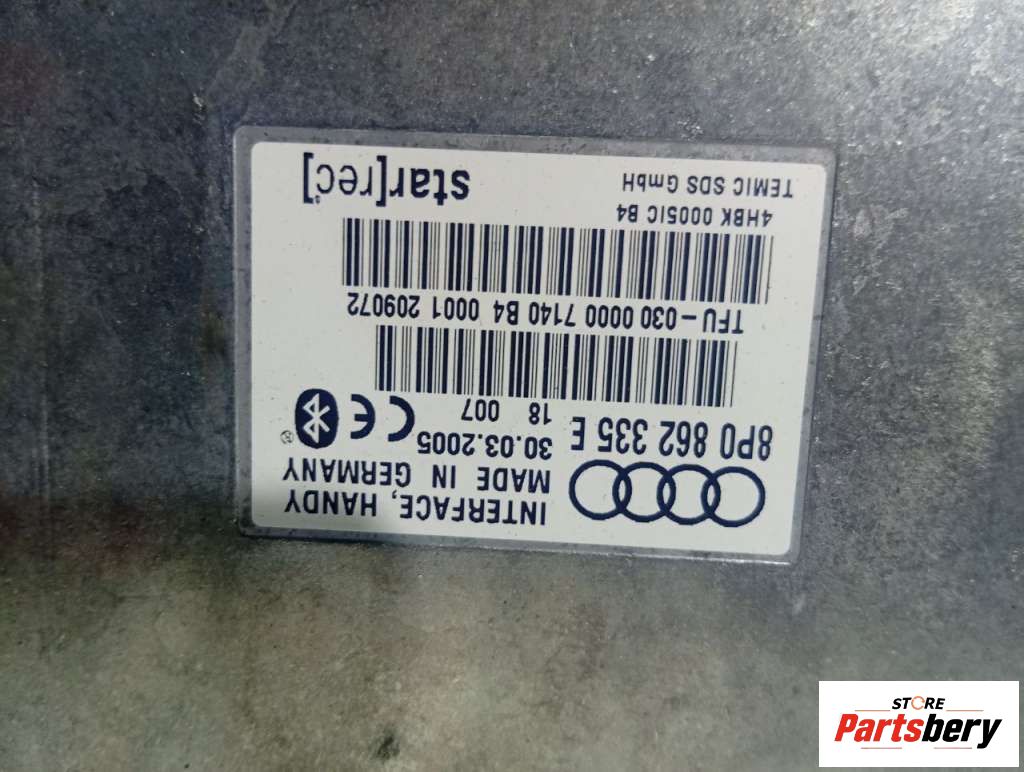 INTERFACE, HANDY
MADE IN GERMANY
8P0 862 335 E
30.03.2005
CE
18 007
TFU-030 0000 7140 B4 0001 209072
4HBK 0005IC B4
TEMIC SDS GmbH
star[rec]
STORE
Partsbery